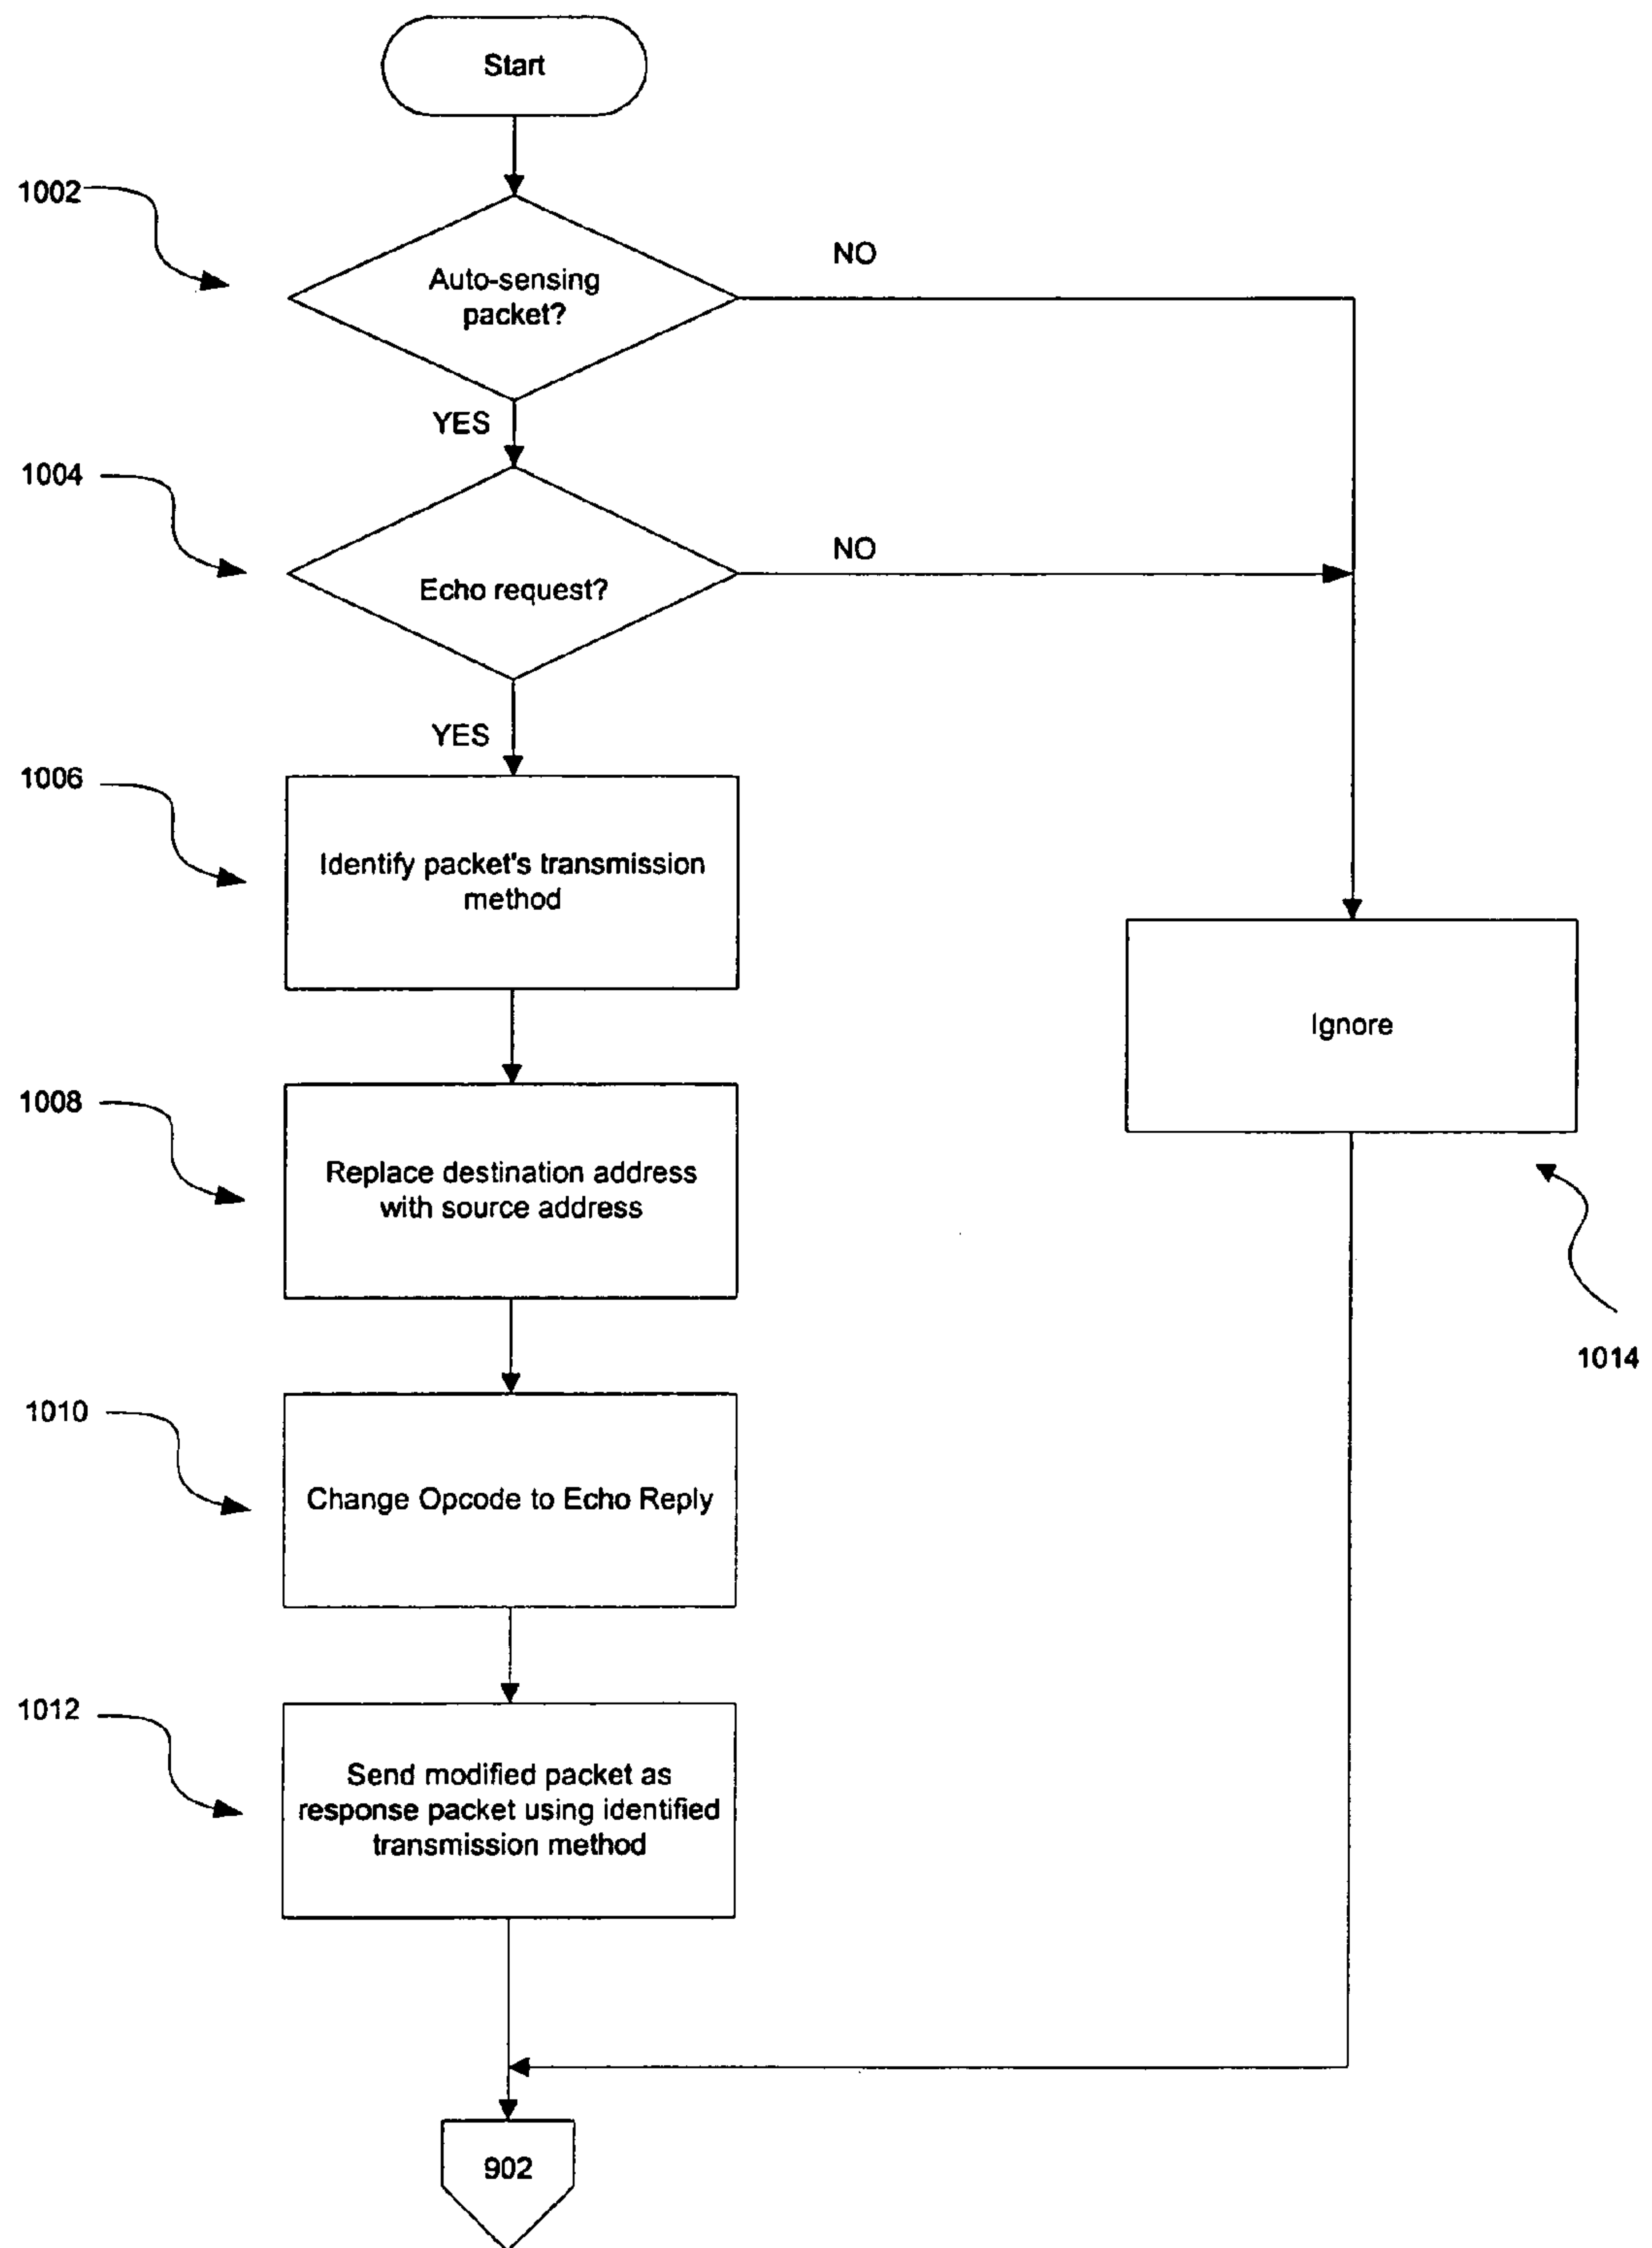 Start
1002
Auto-sensing
packet?
NO
YES
1004
Echo request?
NO
YES
1006
Identify packet's transmission
method
Ignore
1008
Replace destination address
with source address
1014
1010
Change Opcode to Echo Reply
1012
Send modified packet as
response packet using identified
transmission method
902